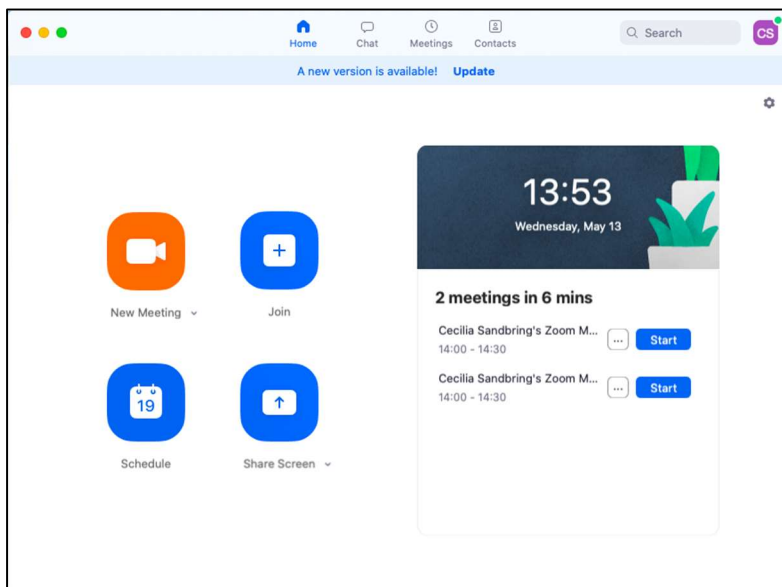 Home Chat Meetings Contacts
Search
CS
A new version is available! Update
13:53
Wednesday, May 13
New Meeting
Join
19
Schedule
Share Screen
2 meetings in 6 mins
Cecilia Sandbring's Zoom M...
14:00 - 14:30
... Start
Cecilia Sandbring's Zoom M...
14:00 - 14:30
... Start